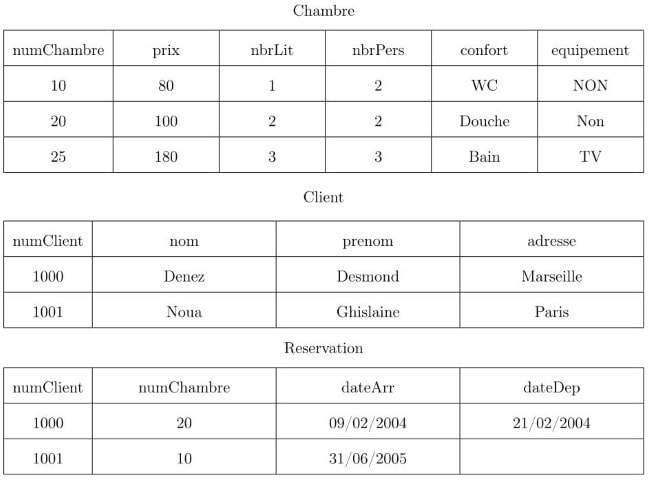 Chambre
numChambre prix nbrLit nbrPers confort equipement
10 80 1 2 WC NON
20 100 2 2 Douche Non
25 180 3 3 Bain TV
Client
numClient nom prenom adresse
1000 Denez Desmond Marseille
1001 Noua Ghislaine Paris
Reservation
numClient numChambre dateArr dateDep
1000 20 09/02/2004 21/02/2004
1001 10 31/06/2005